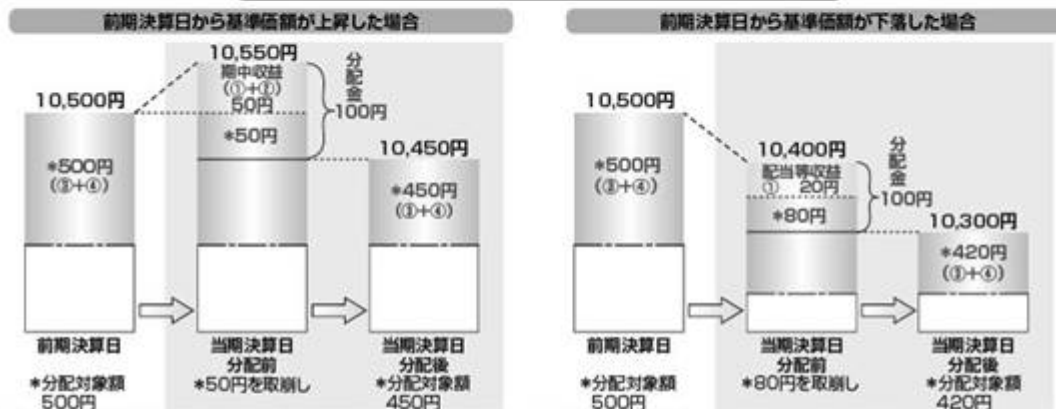 前期決算日から基準価額が上昇した場合
10,550円
期中収益
(①+②)
50円
*50円
分配金
100円
10,500円
*500円
(③+④)
10,450円
*450円
(③+④)
前期決算日
*分配対象額
500円
当期決算日
分配前
*50円を取崩し
当期決算日
分配後
*分配対象額
450円
前期決算日から基準価額が下落した場合
10,500円
*500円
(③+④)
10,400円
配当等収益
① 20円
*80円
分配金
100円
10,300円
*420円
(③+④)
前期決算日
*分配対象額
500円
当期決算日
分配前
*80円を取崩し
当期決算日
分配後
*分配対象額
420円